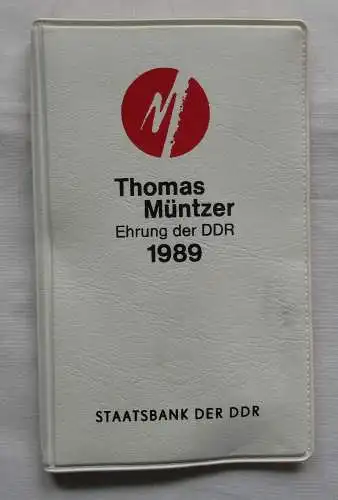 M
Thomas
Müntzer
Ehrung der DDR
1989
STAATSBANK DER DDR